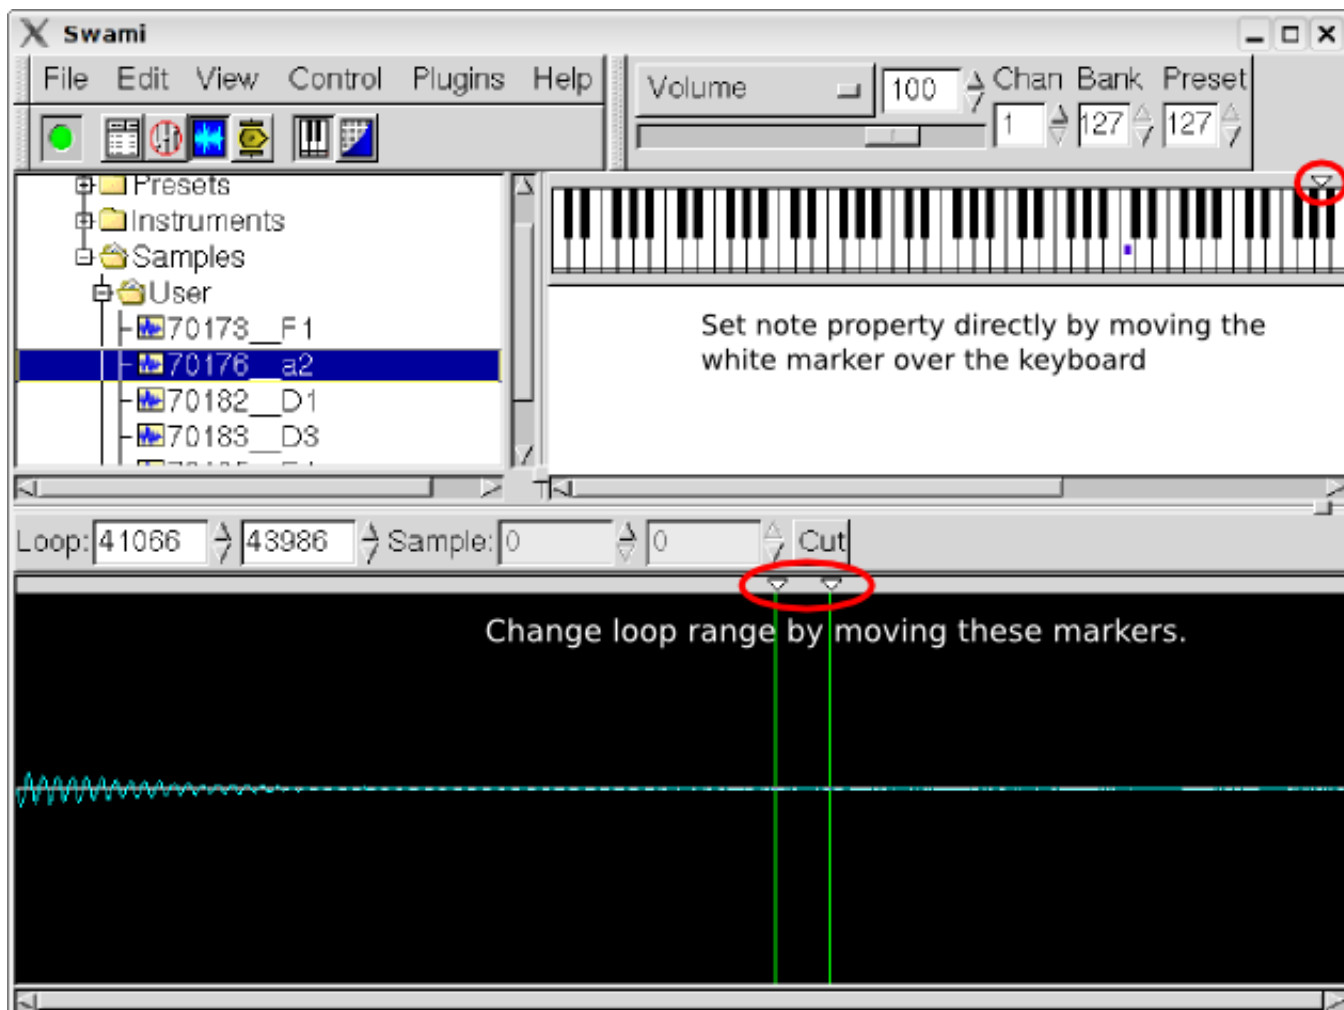 Swami
File Edit View Control Plugins Help
Volume 100 Chan Bank Preset
1 127 127
Presets
Instruments
Samples
User
70173__F1
70176__a2
70182__D1
70183__D3
Set note property directly by moving the
white marker over the keyboard
Loop: 41066 43986 Sample: 0 0 Cut
Change loop range by moving these markers.